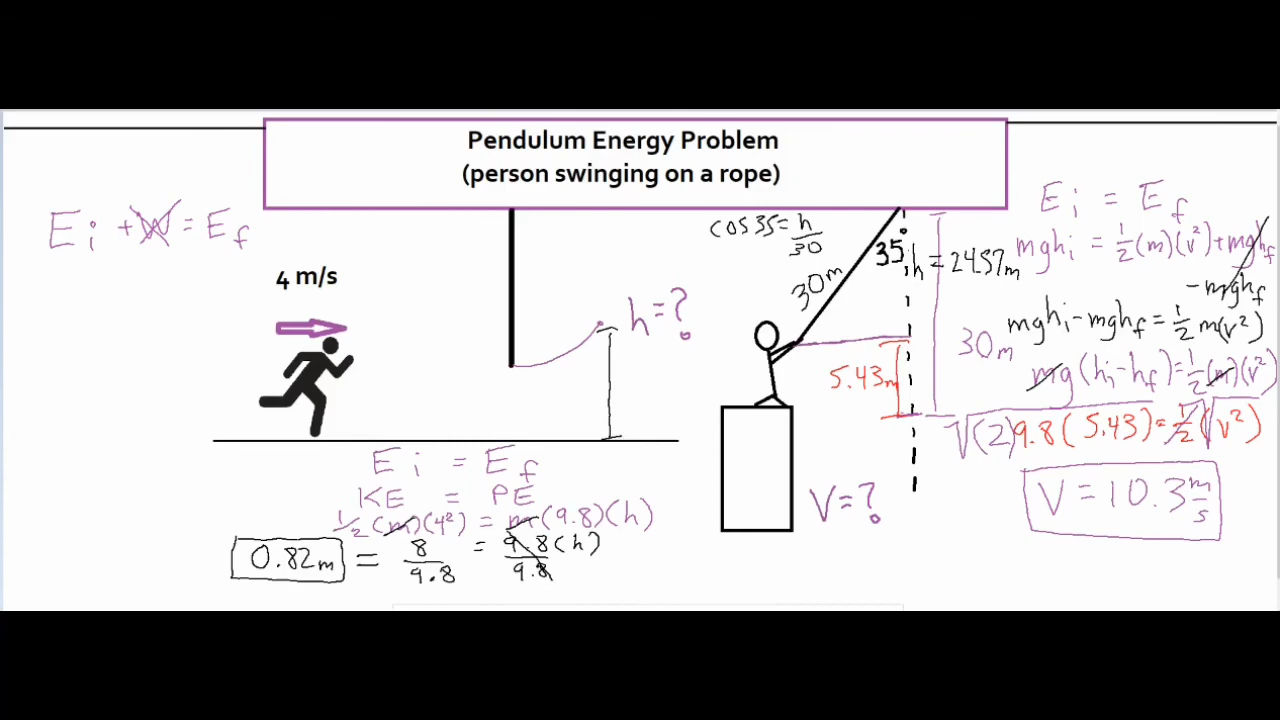 Pendulum Energy Problem
(person swinging on a rope)
Ei + W = Ef
4 m/s
h = ?
Ei = Ef
KE = PE
1/2 (m)(4²) = m(9.8)(h)
0.82m = 8/9.8 = 9.8(h)/9.8
cos 35 = h/30
35°
30m
h = 24.57m
5.43m
30m
V = ?
Ei = Ef
mghi = 1/2 (m)(v²) + mghf
- mghf
mghi - mghf = 1/2 m(v²)
mg(hi - hf) = 1/2 (m)(v²)
√(2)9.8(5.43) = 1/2 (√v²)
V = 10.3 m/s